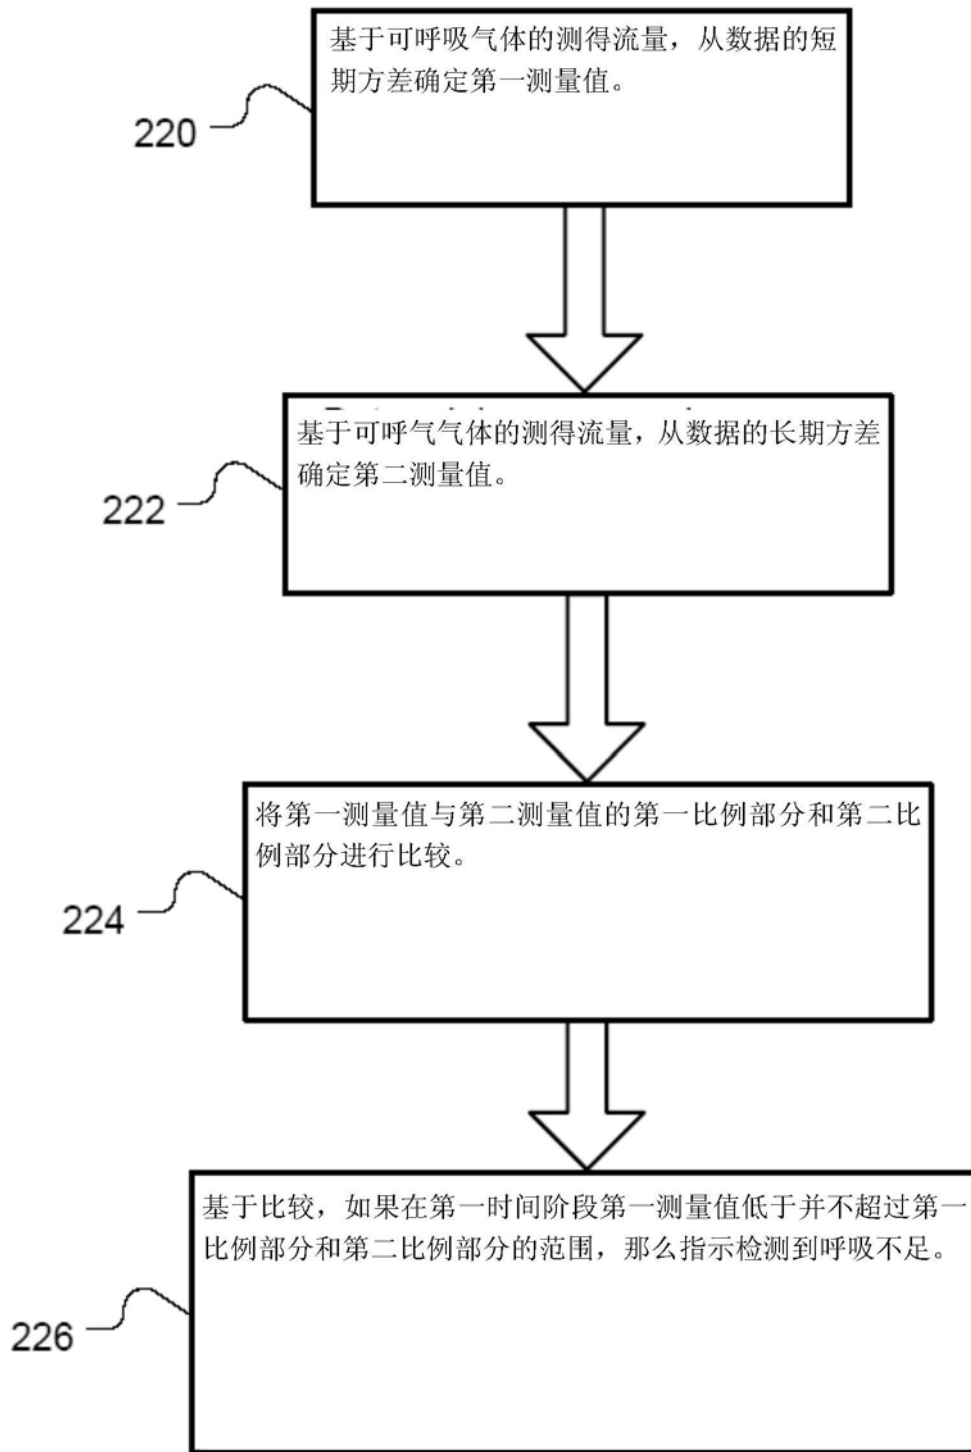 基于可呼吸气体的测得流量，从数据的短
期方差确定第一测量值。
220
基于可呼气气体的测得流量，从数据的长期方差
确定第二测量值。
222
将第一测量值与第二测量值的第一比例部分和第二比
例部分进行比较。
224
基于比较，如果在第一时间阶段第一测量值低于并不超过第一
比例部分和第二比例部分的范围，那么指示检测到呼吸不足。
226